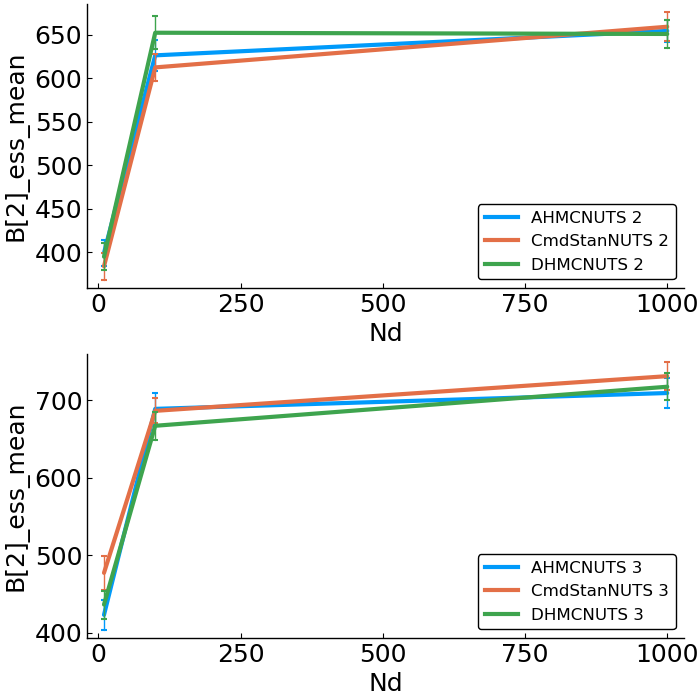 B[2]_ess_mean
650
600
550
500
450
400
AHMCNUTS 2
CmdStanNUTS 2
DHMCNUTS 2
0 250 500 750 1000
Nd
B[2]_ess_mean
700
600
500
400
AHMCNUTS 3
CmdStanNUTS 3
DHMCNUTS 3
0 250 500 750 1000
Nd